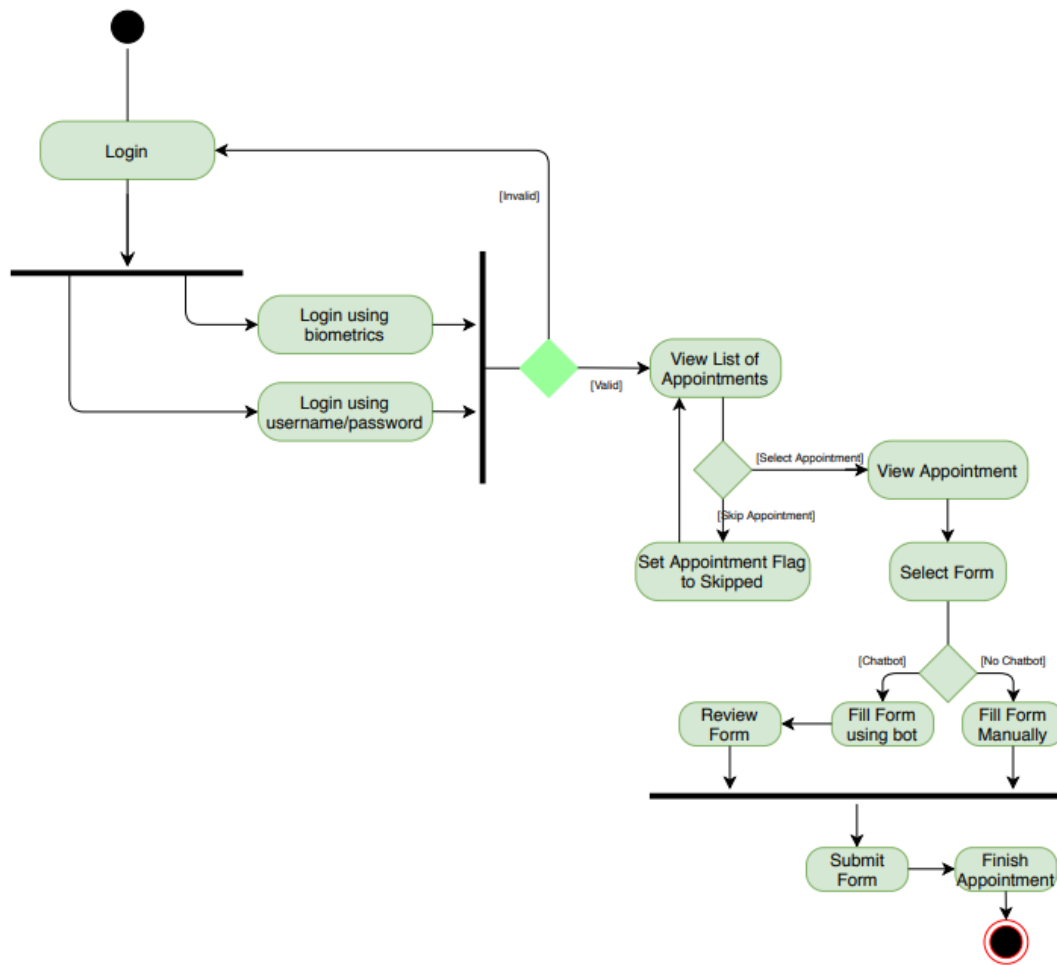 Login
[Invalid]
Login using
biometrics
Login using
username/password
[Valid]
View List of
Appointments
[Select Appointment]
View Appointment
[Skip Appointment]
Set Appointment Flag
to Skipped
Select Form
[Chatbot]
[No Chatbot]
Review
Form
Fill Form
using bot
Fill Form
Manually
Submit
Form
Finish
Appointment